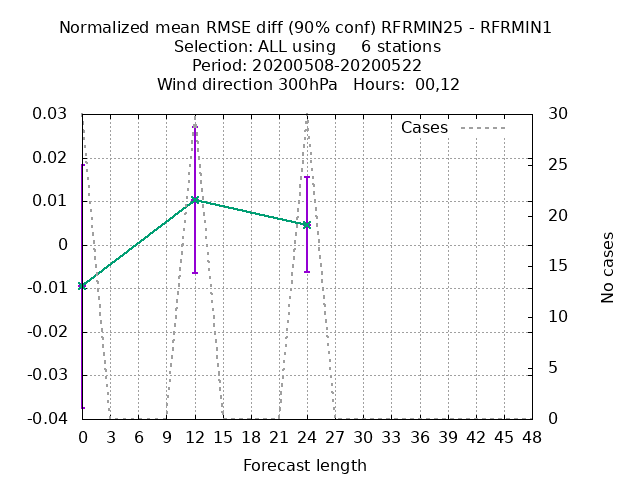 Normalized mean RMSE diff (90% conf) RFRMIN25 - RFRMIN1
Selection: ALL using 6 stations
Period: 20200508-20200522
Wind direction 300hPa Hours: 00,12
Cases
0.03
0.02
0.01
0
-0.01
-0.02
-0.03
-0.04
30
25
20
15
10
5
0
No cases
0 3 6 9 12 15 18 21 24 27 30 33 36 39 42 45 48
Forecast length